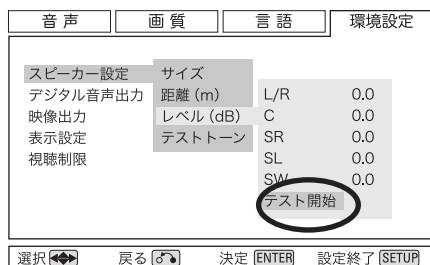 音声 画質 言語 環境設定
スピーカー設定 サイズ
デジタル音声出力 距離（m） L/R 0.0
映像出力 レベル（dB） C 0.0
表示設定 テストトーン SR 0.0
視聴制限 SL 0.0
SW 0.0
テスト開始
選択 戻る 決定 ENTER 設定終了 SETUP